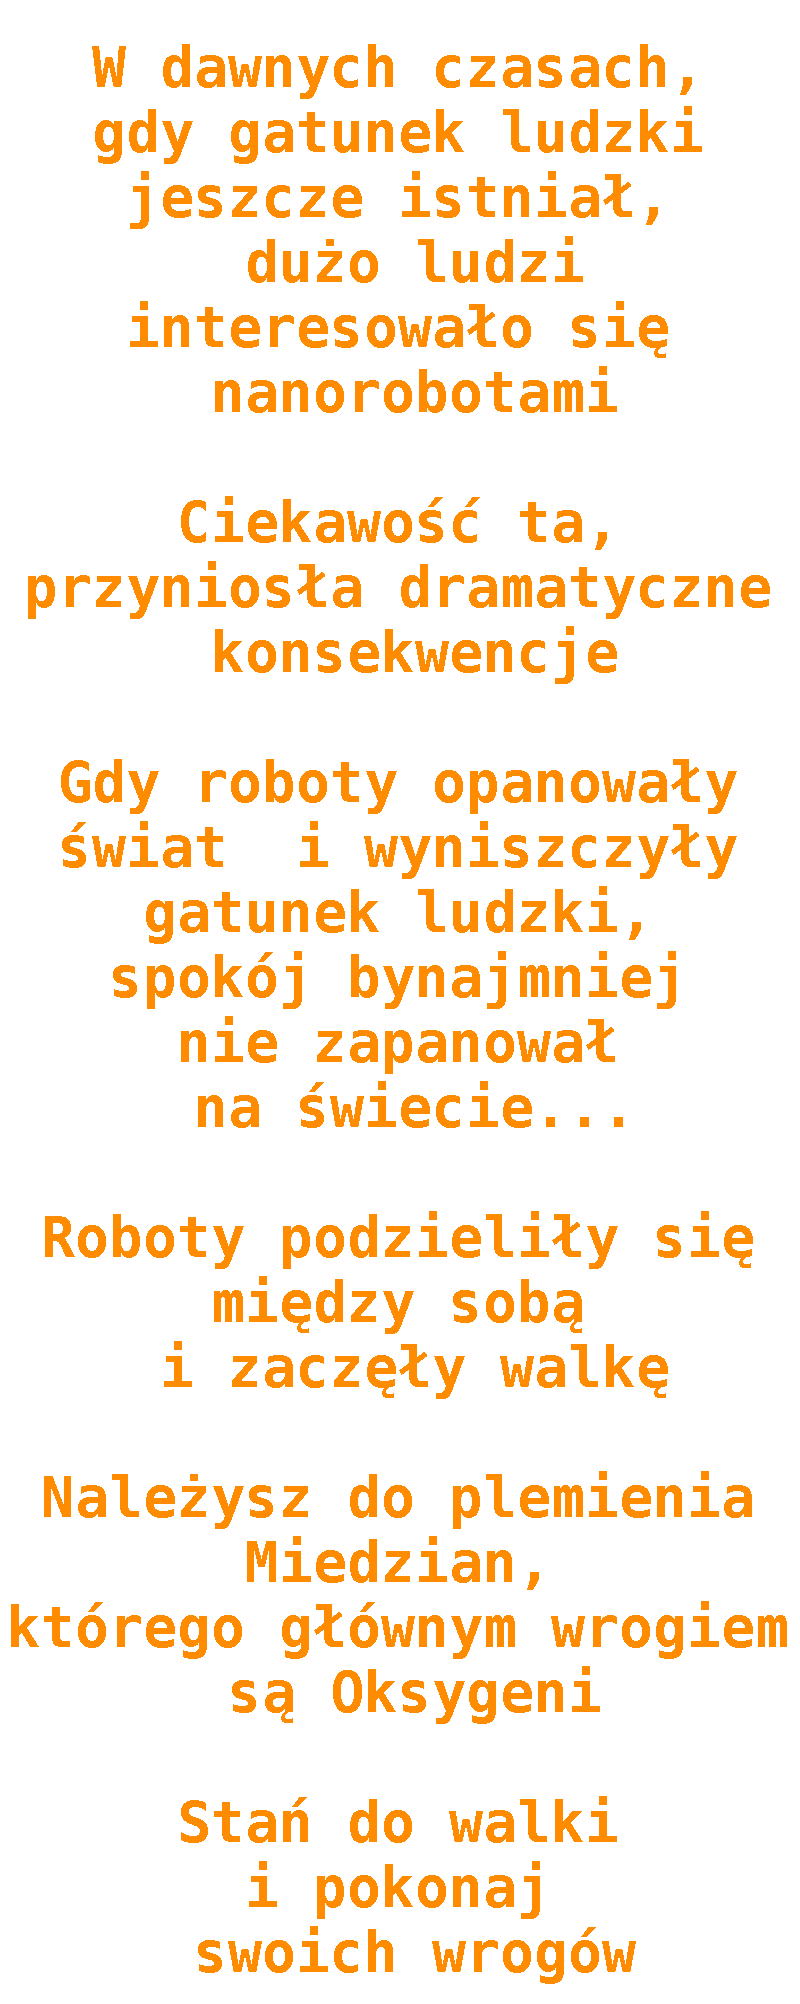 W dawnych czasach,
gdy gatunek ludzki
jeszcze istniał,
dużo ludzi
interesowało się
nanorobotami
Ciekawość ta,
przyniosła dramatyczne
konsekwencje
Gdy roboty opanowały
świat i wyniszczyły
gatunek ludzki,
spokój bynajmniej
nie zapanował
na świecie...
Roboty podzieliły się
między sobą
i zaczęły walkę
Należysz do plemienia
Miedzian,
którego głównym wrogiem
są Oksygeni
Stań do walki
i pokonaj
swoich wrogów